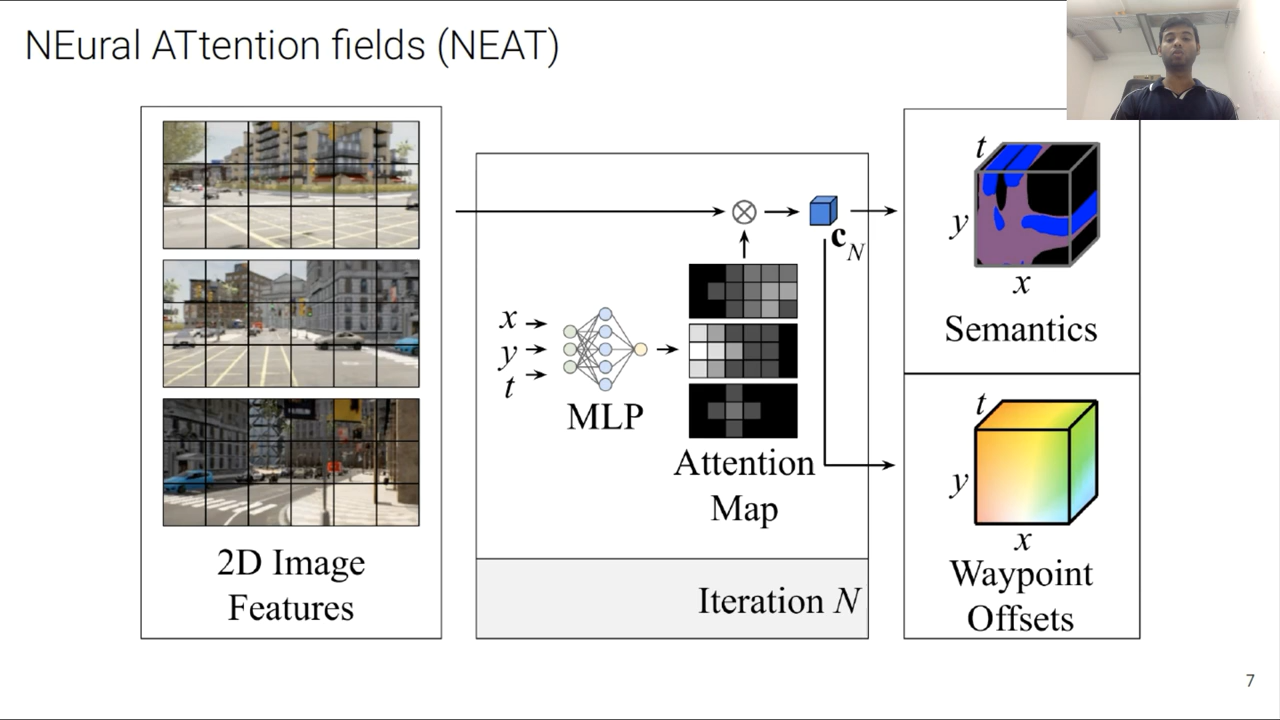 NEural ATtention fields (NEAT)
2D Image
Features
x
y
t
MLP
Attention
Map
c_N
Iteration N
t
y
x
Semantics
t
y
x
Waypoint
Offsets
7